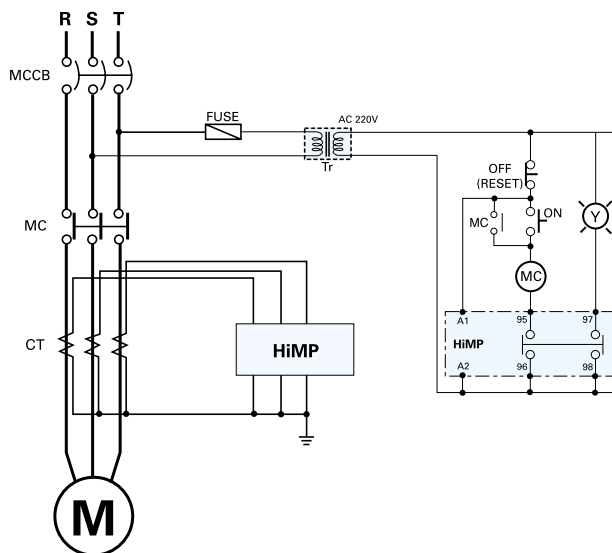 R S T
MCCB
FUSE
AC 220V
Tr
OFF
(RESET)
MC
ON
Y
MC
MC
A1
95
97
CT
HiMP
HiMP
A2
96
98
M